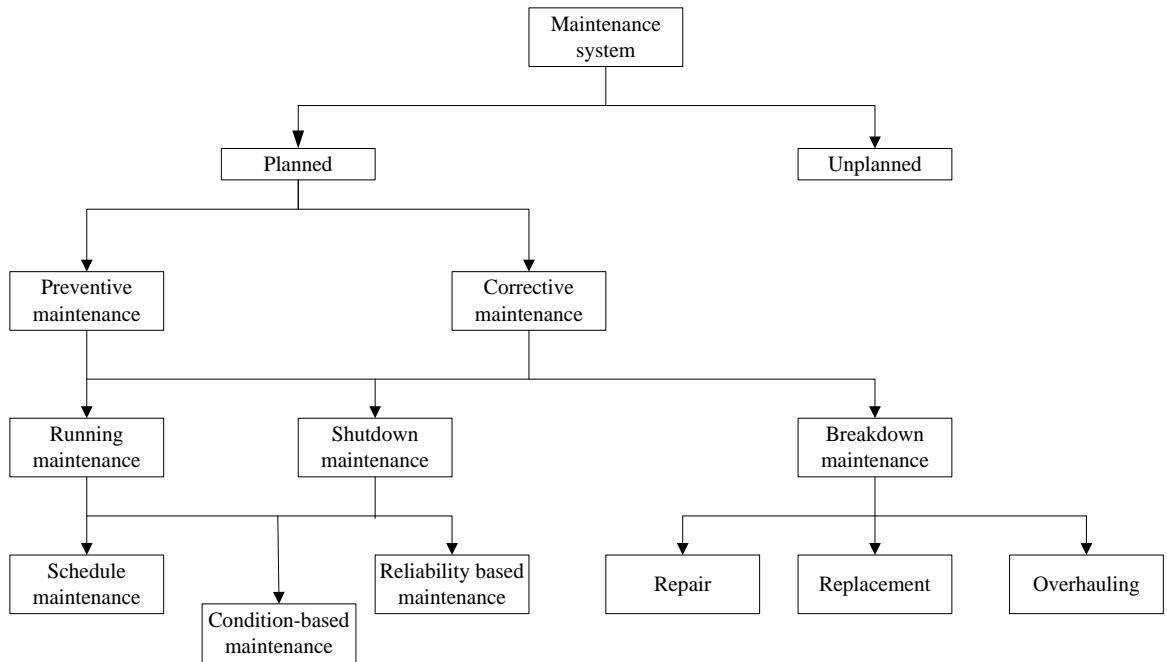 Maintenance
system
Planned
Unplanned
Preventive
maintenance
Corrective
maintenance
Running
maintenance
Shutdown
maintenance
Breakdown
maintenance
Schedule
maintenance
Condition-based
maintenance
Reliability based
maintenance
Repair
Replacement
Overhauling